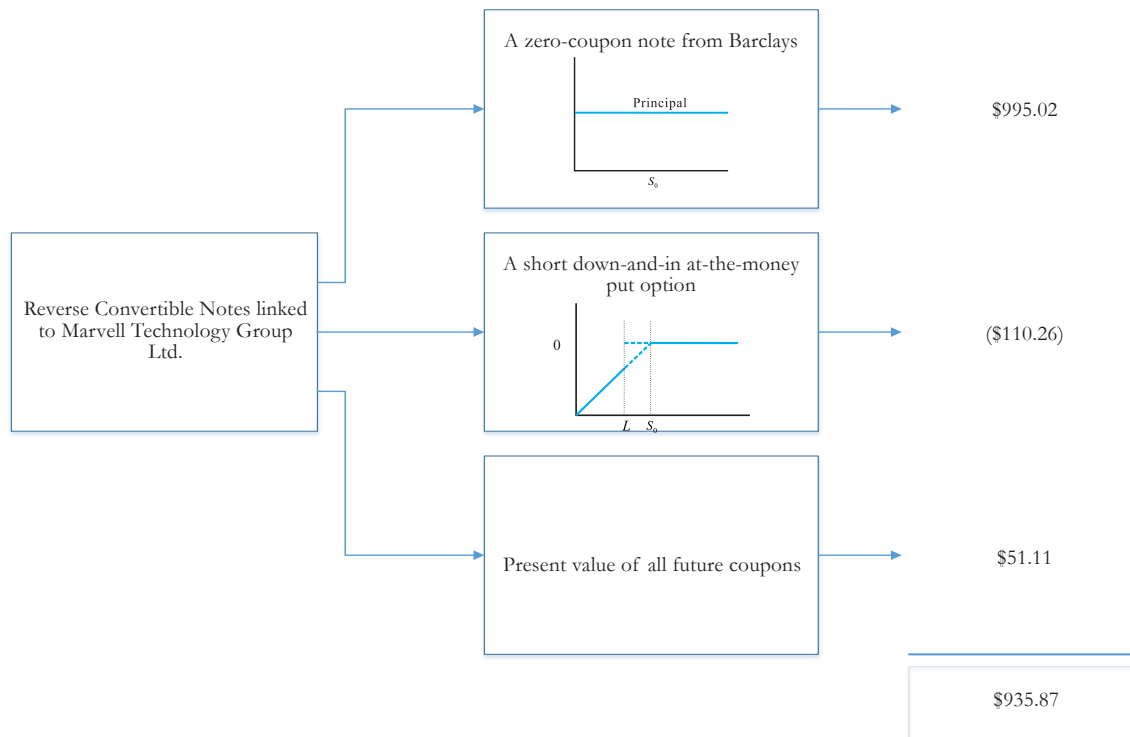 Reverse Convertible Notes linked
to Marvell Technology Group
Ltd.
A zero-coupon note from Barclays
Principal
S₀
$995.02
A short down-and-in at-the-money
put option
0
L S₀
($110.26)
Present value of all future coupons
$51.11
$935.87